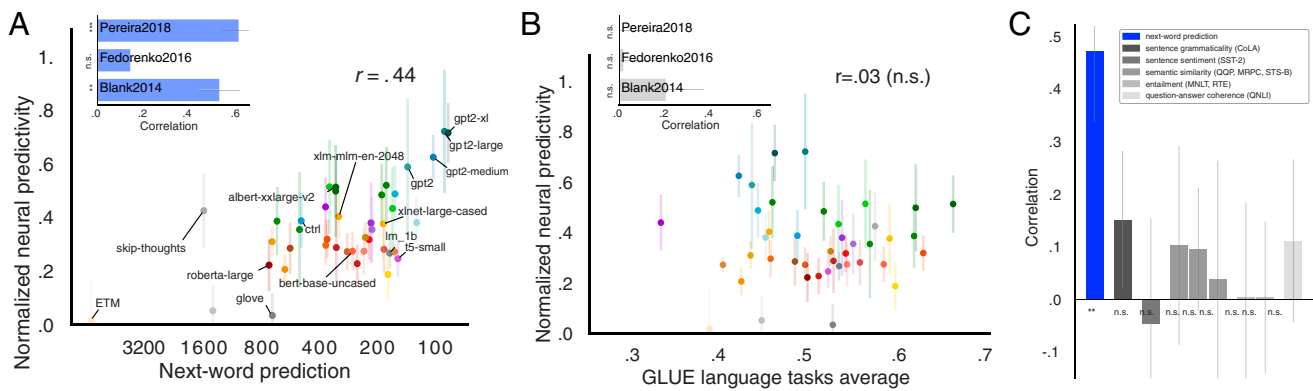 A
***
Pereira2018
n.s.
Fedorenko2016
**
Blank2014
.0 .2 .4 .6
Correlation
r = . 44
1.
.8
.6
.4
.2
.0
Normalized neural predictivity
gpt2-xl
gpt2-large
gpt2-medium
gpt2
xlm-mlm-en-2048
albert-xxlarge-v2
xlnet-large-cased
ctrl
skip-thoughts
lm_1b
t5-small
roberta-large
bert-base-uncased
glove
ETM
3200 1600 800 400 200 100
Next-word prediction
B
n.s.
Pereira2018
n.s.
Fedorenko2016
n.s.
Blank2014
.0 .2 .4 .6
Correlation
r=.03 (n.s.)
1.
.8
.6
.4
.2
.0
Normalized neural predictivity
.3 .4 .5 .6 .7
GLUE language tasks average
C
next-word prediction
sentence grammaticality (CoLA)
sentence sentiment (SST-2)
semantic similarity (QQP, MRPC, STS-B)
entailment (MNLT, RTE)
question-answer coherence (QNLI)
.5
.4
.3
.2
.1
.0
-.1
Correlation
** n.s. n.s. n.s. n.s. n.s. n.s. n.s. n.s.